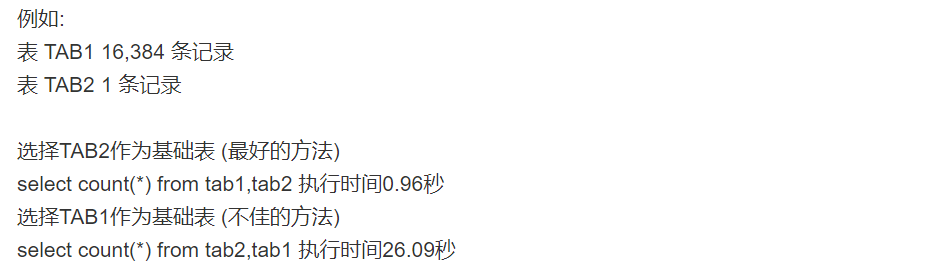 例如:
表 TAB1 16,384 条记录
表 TAB2 1 条记录
选择TAB2作为基础表 (最好的方法)
select count(*) from tab1,tab2 执行时间0.96秒
选择TAB1作为基础表 (不佳的方法)
select count(*) from tab2,tab1 执行时间26.09秒